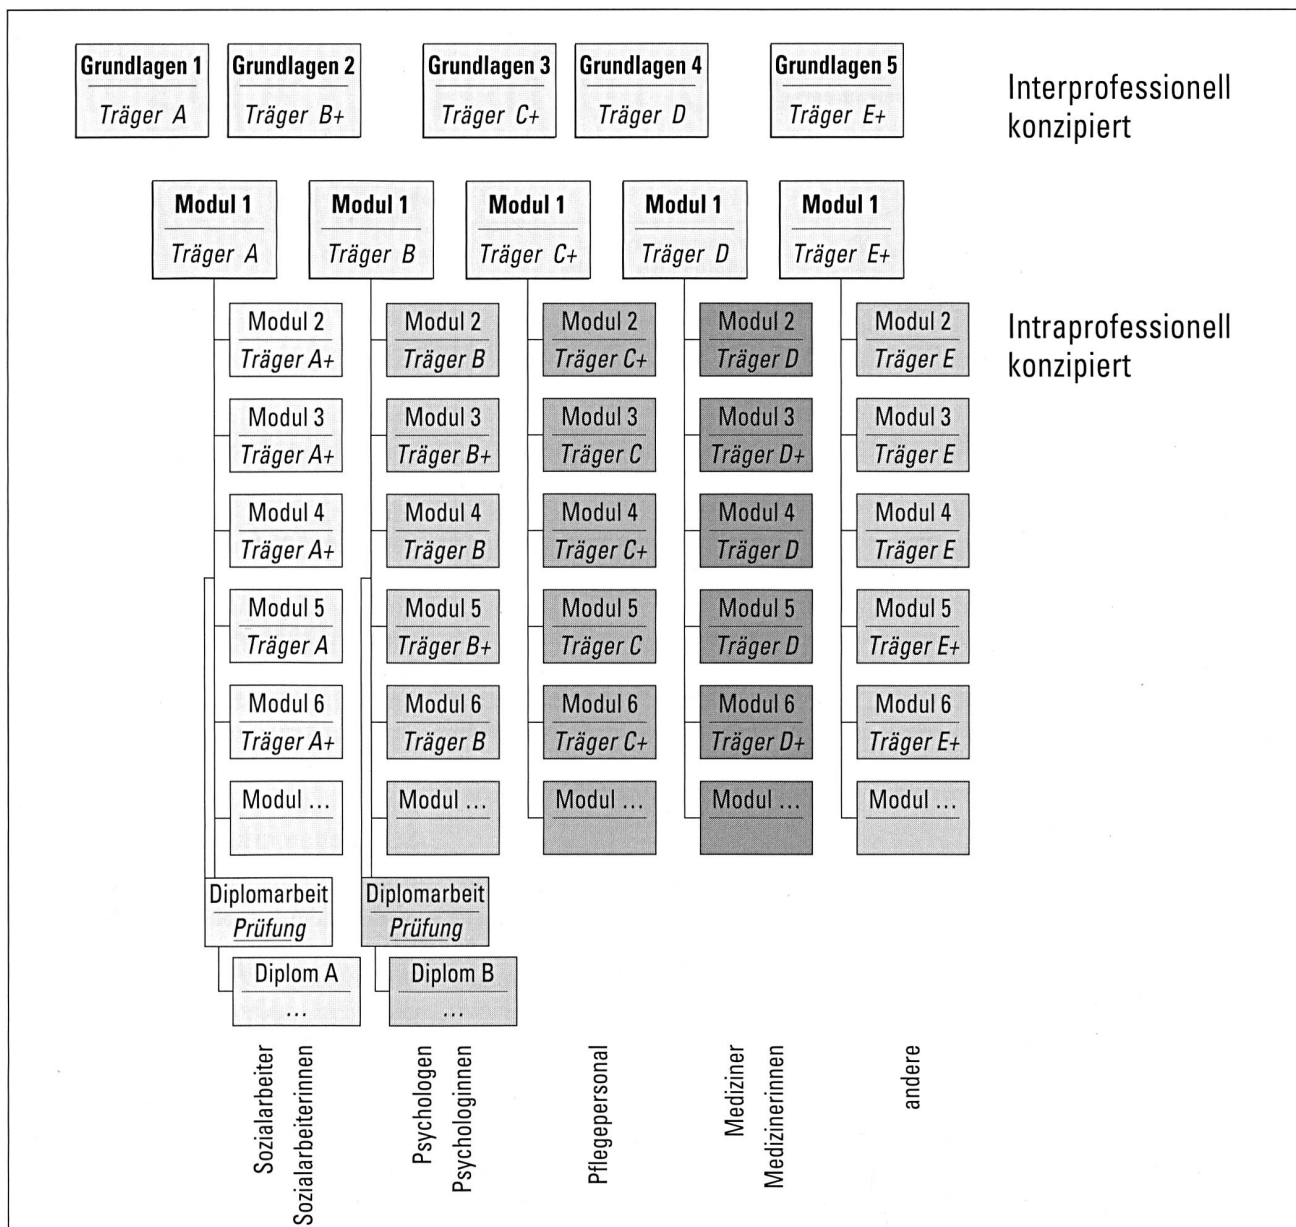 Grundlagen 1
Träger A
Grundlagen 2
Träger B+
Grundlagen 3
Träger C+
Grundlagen 4
Träger D
Grundlagen 5
Träger E+
Interprofessionell
konzipiert
Modul 1
Träger A
Modul 1
Träger B
Modul 1
Träger C+
Modul 1
Träger D
Modul 1
Träger E+
Intraprofessionell
konzipiert
Modul 2
Träger A+
Modul 2
Träger B
Modul 2
Träger C+
Modul 2
Träger D
Modul 2
Träger E
Modul 3
Träger A+
Modul 3
Träger B+
Modul 3
Träger C
Modul 3
Träger D+
Modul 3
Träger E
Modul 4
Träger A+
Modul 4
Träger B
Modul 4
Träger C+
Modul 4
Träger D
Modul 4
Träger E
Modul 5
Träger A
Modul 5
Träger B+
Modul 5
Träger C
Modul 5
Träger D
Modul 5
Träger E+
Modul 6
Träger A+
Modul 6
Träger B
Modul 6
Träger C+
Modul 6
Träger D+
Modul 6
Träger E+
Modul ...
Modul ...
Modul ...
Modul ...
Modul ...
Diplomarbeit
Prüfung
Diplomarbeit
Prüfung
Diplom A
...
Diplom B
...
Sozialarbeiter
Sozialarbeiterinnen
Psychologen
Psychologinnen
Pflegepersonal
Mediziner
Medizinerinnen
andere